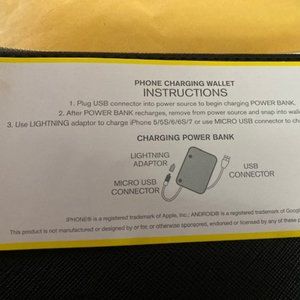 PHONE CHARGING WALLET
INSTRUCTIONS
1. Plug USB connector into power source to begin charging POWER BANK.
2. After POWER BANK recharges, remove from power source and snap into
3. Use LIGHTNING adaptor to charge iPhone 5/5S/6/6S/7 or use MICRO USB connector to
CHARGING POWER BANK
LIGHTNING
ADAPTOR
USB
CONNECTOR
MICRO USB
CONNECTOR
IPHONE® is a registered trademark of Apple, Inc.; ANDROID® is a registered trademark of
This product is not manufactured or designed by or for, or otherwise sponsored, endorsed or licensed by any of these